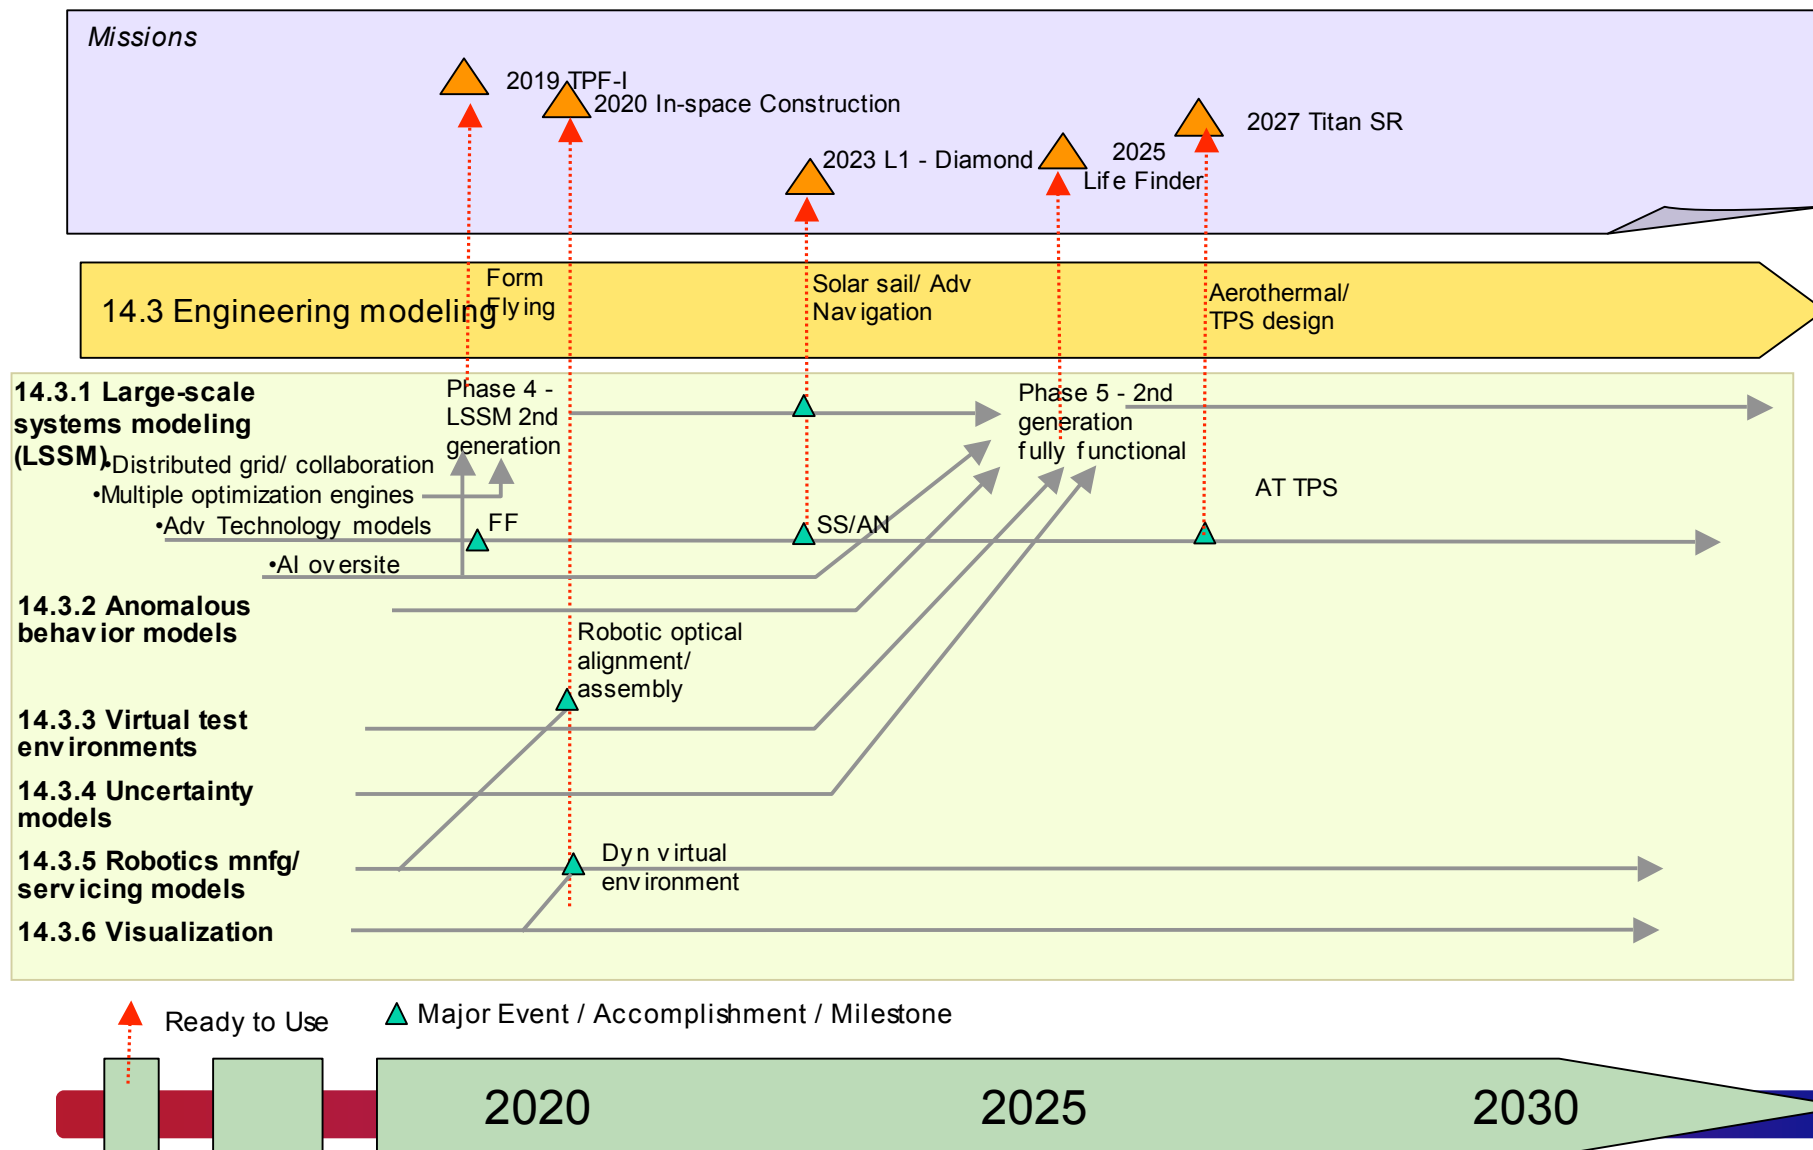 Missions
2019 TPF-I
2020 In-space Construction
2023 L1 - Diamond
2025
Life Finder
2027 Titan SR
14.3 Engineering modeling
Form
Flying
Solar sail/ Adv
Navigation
Aerothermal/
TPS design
14.3.1 Large-scale
systems modeling
(LSSM)
Phase 4 -
LSSM 2nd
generation
Phase 5 - 2nd
generation
fully functional
•Distributed grid/ collaboration
•Multiple optimization engines
•Adv Technology models
FF
SS/AN
AT TPS
•AI oversite
14.3.2 Anomalous
behavior models
Robotic optical
alignment/
assembly
14.3.3 Virtual test
environments
14.3.4 Uncertainty
models
14.3.5 Robotics mnfg/
servicing models
Dyn virtual
environment
14.3.6 Visualization
Ready to Use
Major Event / Accomplishment / Milestone
2020
2025
2030